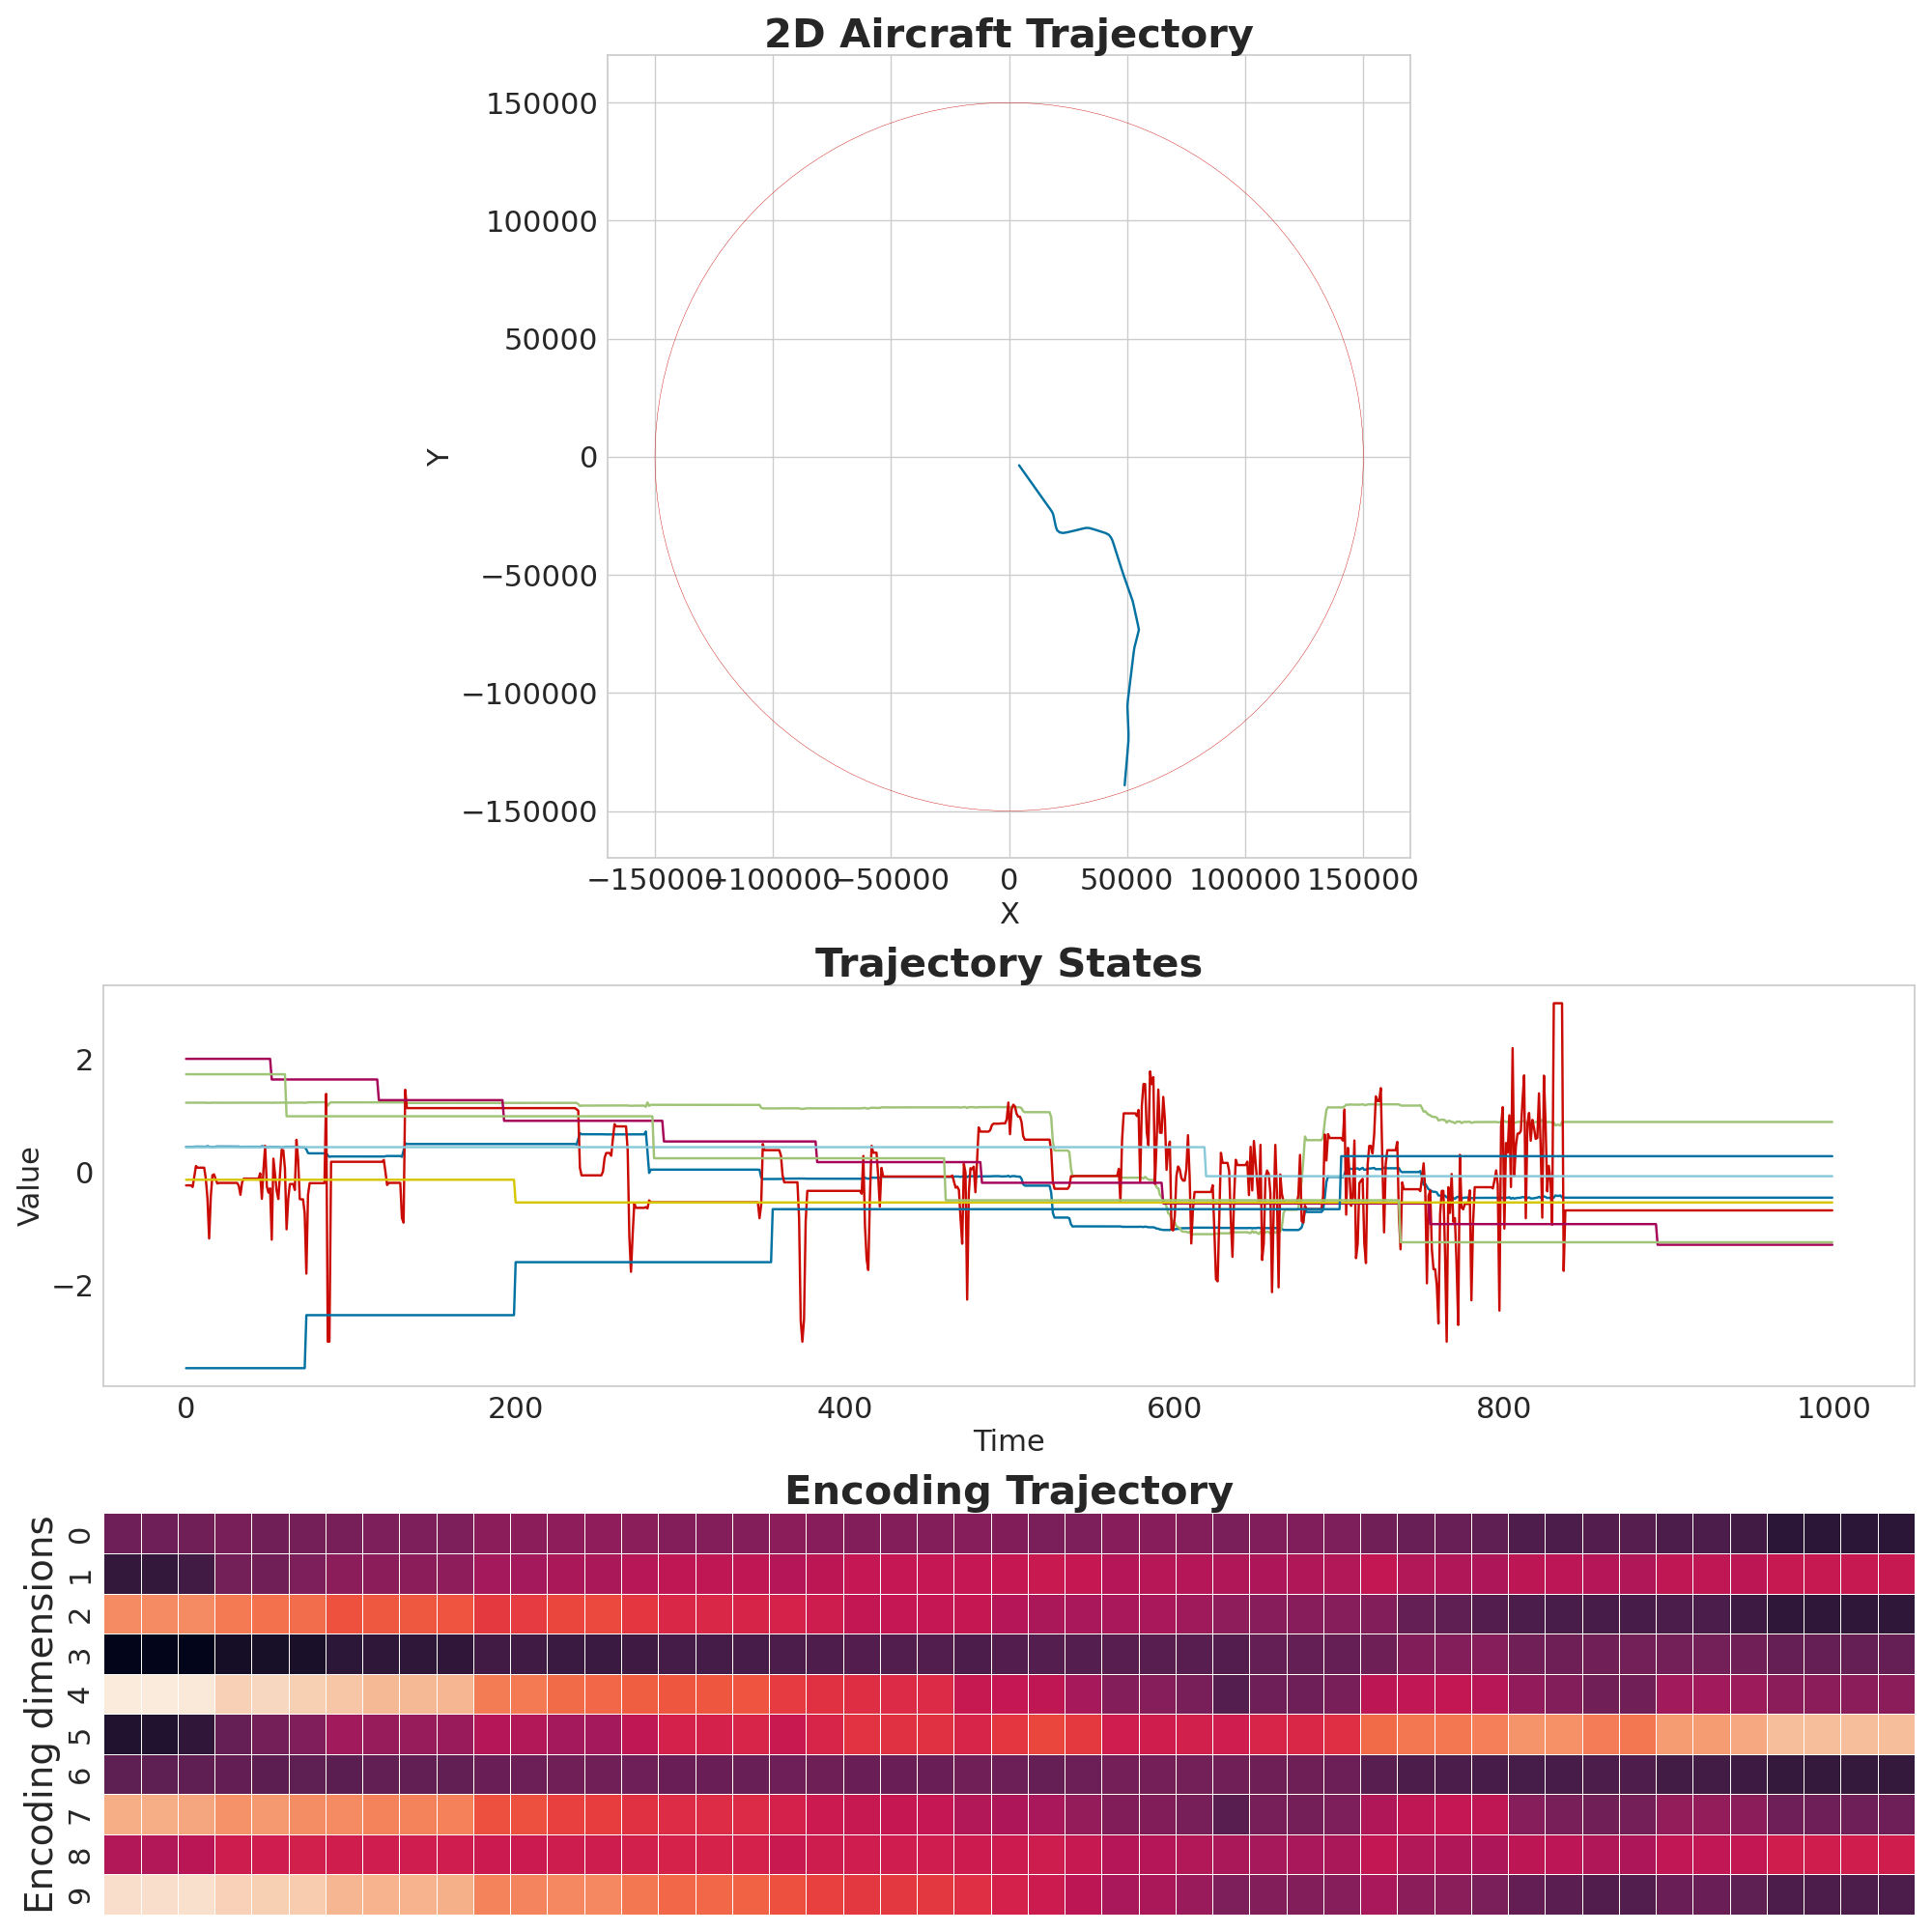 2D Aircraft Trajectory
150000
100000
50000
0
−50000
−100000
−150000
Y
−150000 −100000 −50000 0 50000 100000 150000
X
Trajectory States
2
0
−2
Value
0 200 400 600 800 1000
Time
Encoding Trajectory
Encoding dimensions
0
1
2
3
4
5
6
7
8
9